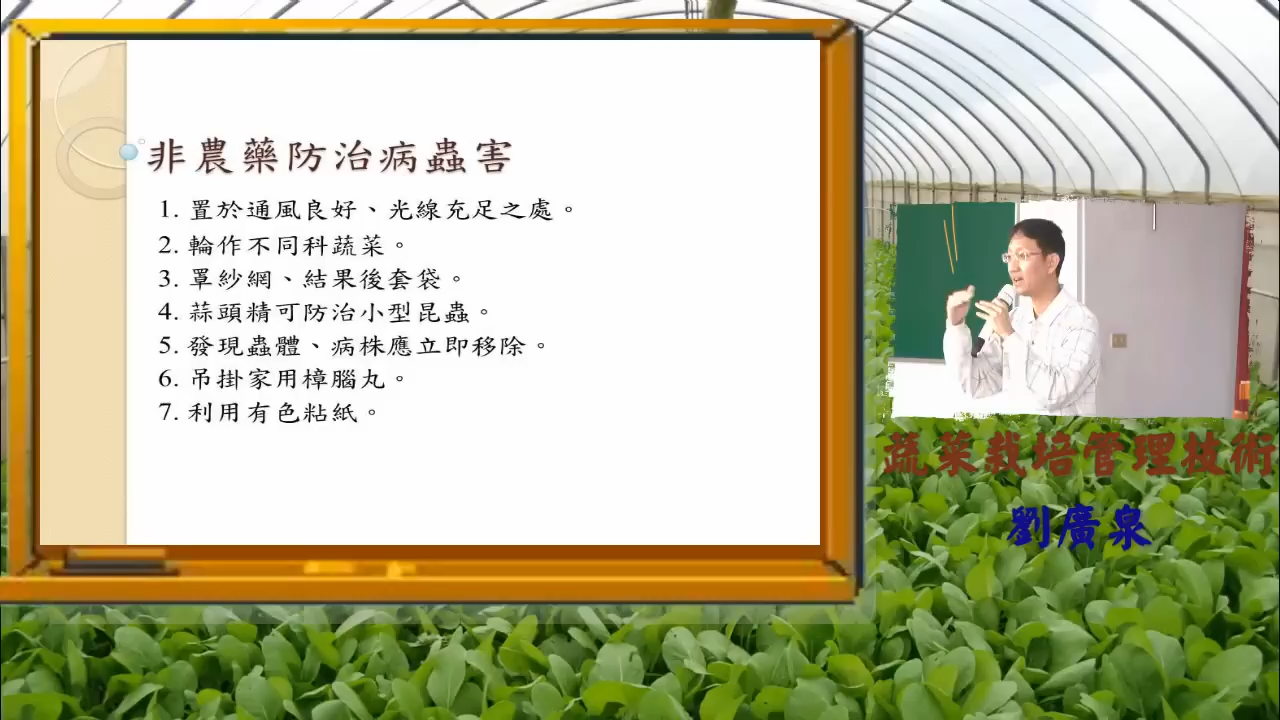 非農藥防治病蟲害
1. 置於通風良好、光線充足之處。
2. 輪作不同科蔬菜。
3. 罩紗網、結果後套袋。
4. 蒜頭精可防治小型昆蟲。
5. 發現蟲體、病株應立即移除。
6. 吊掛家用樟腦丸。
7. 利用有色粘紙。
蔬菜栽培管理技術
劉廣泉